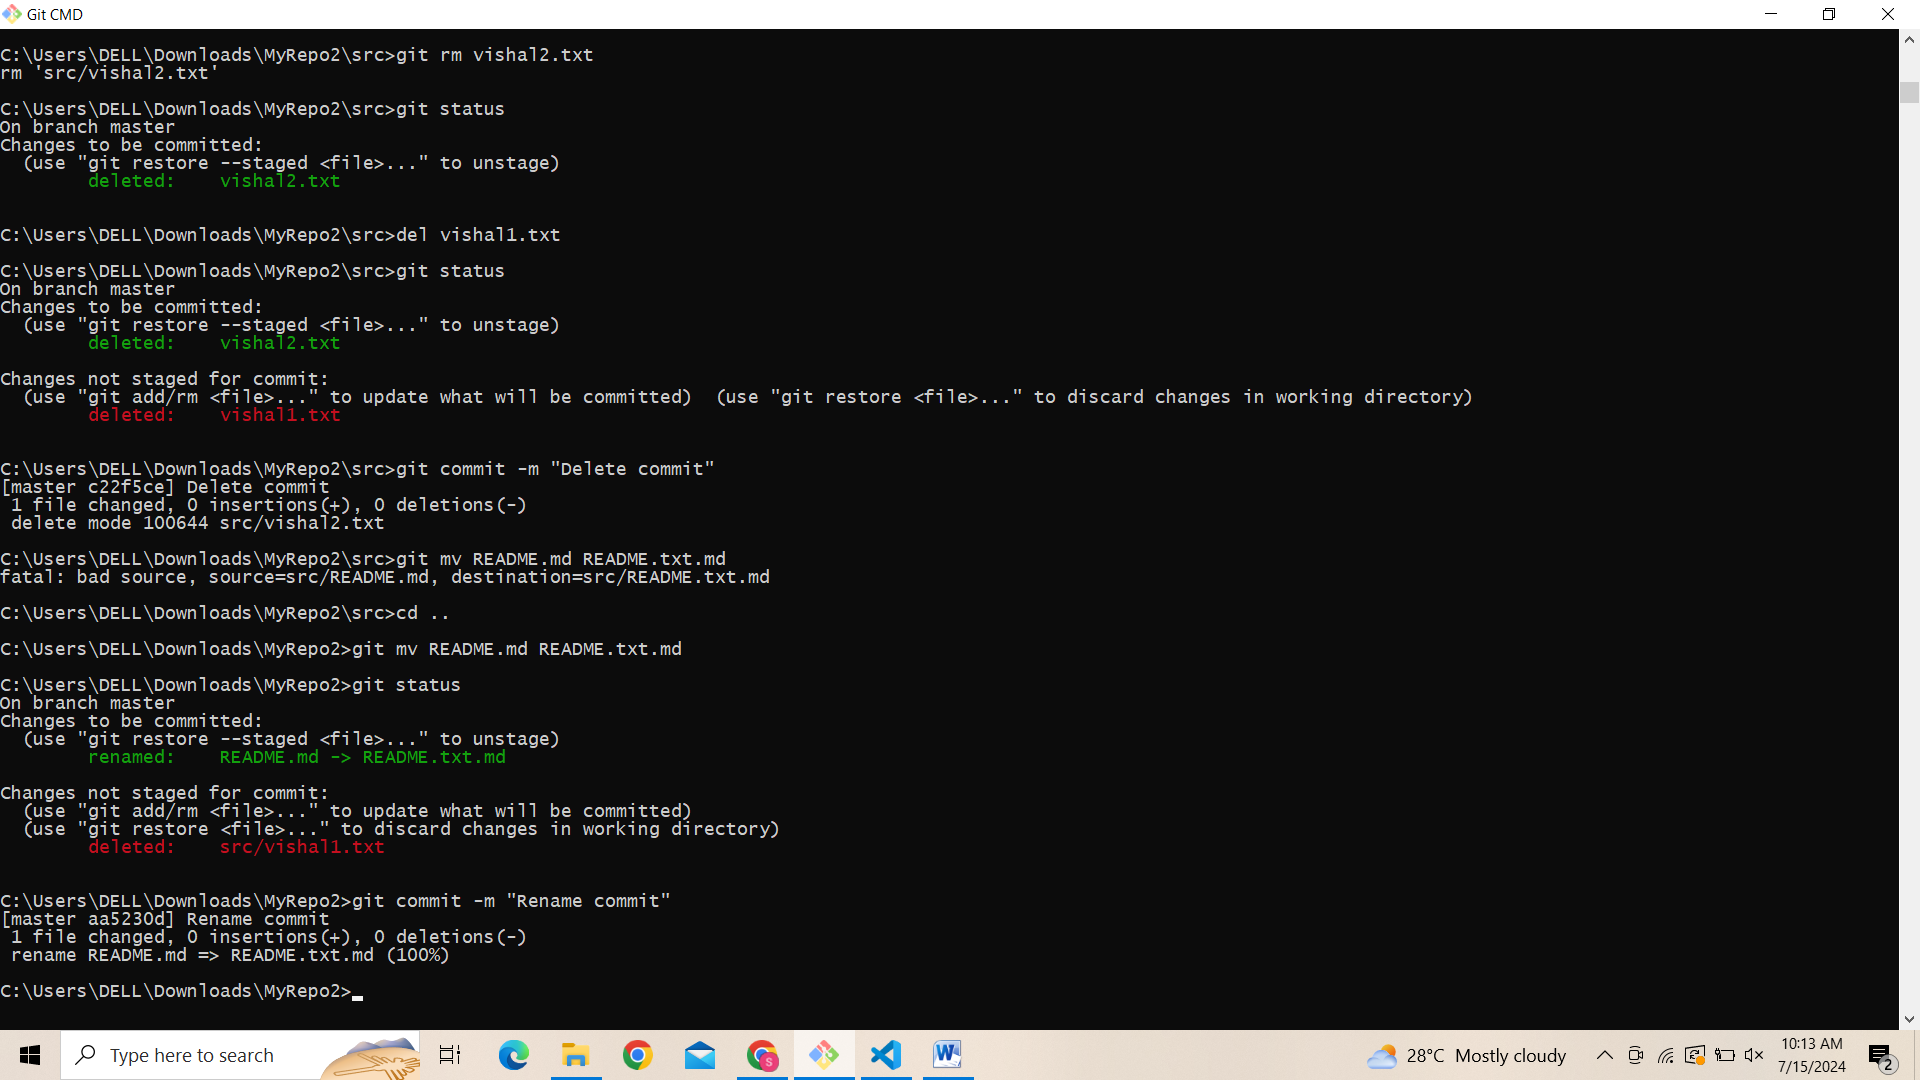 Git CMD
C:\Users\DELL\Downloads\MyRepo2\src>git rm vishal2.txt
rm 'src/vishal2.txt'
C:\Users\DELL\Downloads\MyRepo2\src>git status
On branch master
Changes to be committed:
  (use "git restore --staged <file>..." to unstage)
        deleted:    vishal2.txt
C:\Users\DELL\Downloads\MyRepo2\src>del vishal1.txt
C:\Users\DELL\Downloads\MyRepo2\src>git status
On branch master
Changes to be committed:
  (use "git restore --staged <file>..." to unstage)
        deleted:    vishal2.txt
Changes not staged for commit:
  (use "git add/rm <file>..." to update what will be committed)  (use "git restore <file>..." to discard changes in working directory)
        deleted:    vishal1.txt
C:\Users\DELL\Downloads\MyRepo2\src>git commit -m "Delete commit"
[master c22f5ce] Delete commit
 1 file changed, 0 insertions(+), 0 deletions(-)
 delete mode 100644 src/vishal2.txt
C:\Users\DELL\Downloads\MyRepo2\src>git mv README.md README.txt.md
fatal: bad source, source=src/README.md, destination=src/README.txt.md
C:\Users\DELL\Downloads\MyRepo2\src>cd ..
C:\Users\DELL\Downloads\MyRepo2>git mv README.md README.txt.md
C:\Users\DELL\Downloads\MyRepo2>git status
On branch master
Changes to be committed:
  (use "git restore --staged <file>..." to unstage)
        renamed:    README.md -> README.txt.md
Changes not staged for commit:
  (use "git add/rm <file>..." to update what will be committed)
  (use "git restore <file>..." to discard changes in working directory)
        deleted:    src/vishal1.txt
C:\Users\DELL\Downloads\MyRepo2>git commit -m "Rename commit"
[master aa5230d] Rename commit
 1 file changed, 0 insertions(+), 0 deletions(-)
 rename README.md => README.txt.md (100%)
C:\Users\DELL\Downloads\MyRepo2>
Type here to search
S
W
28°C Mostly cloudy
10:13 AM
7/15/2024
2